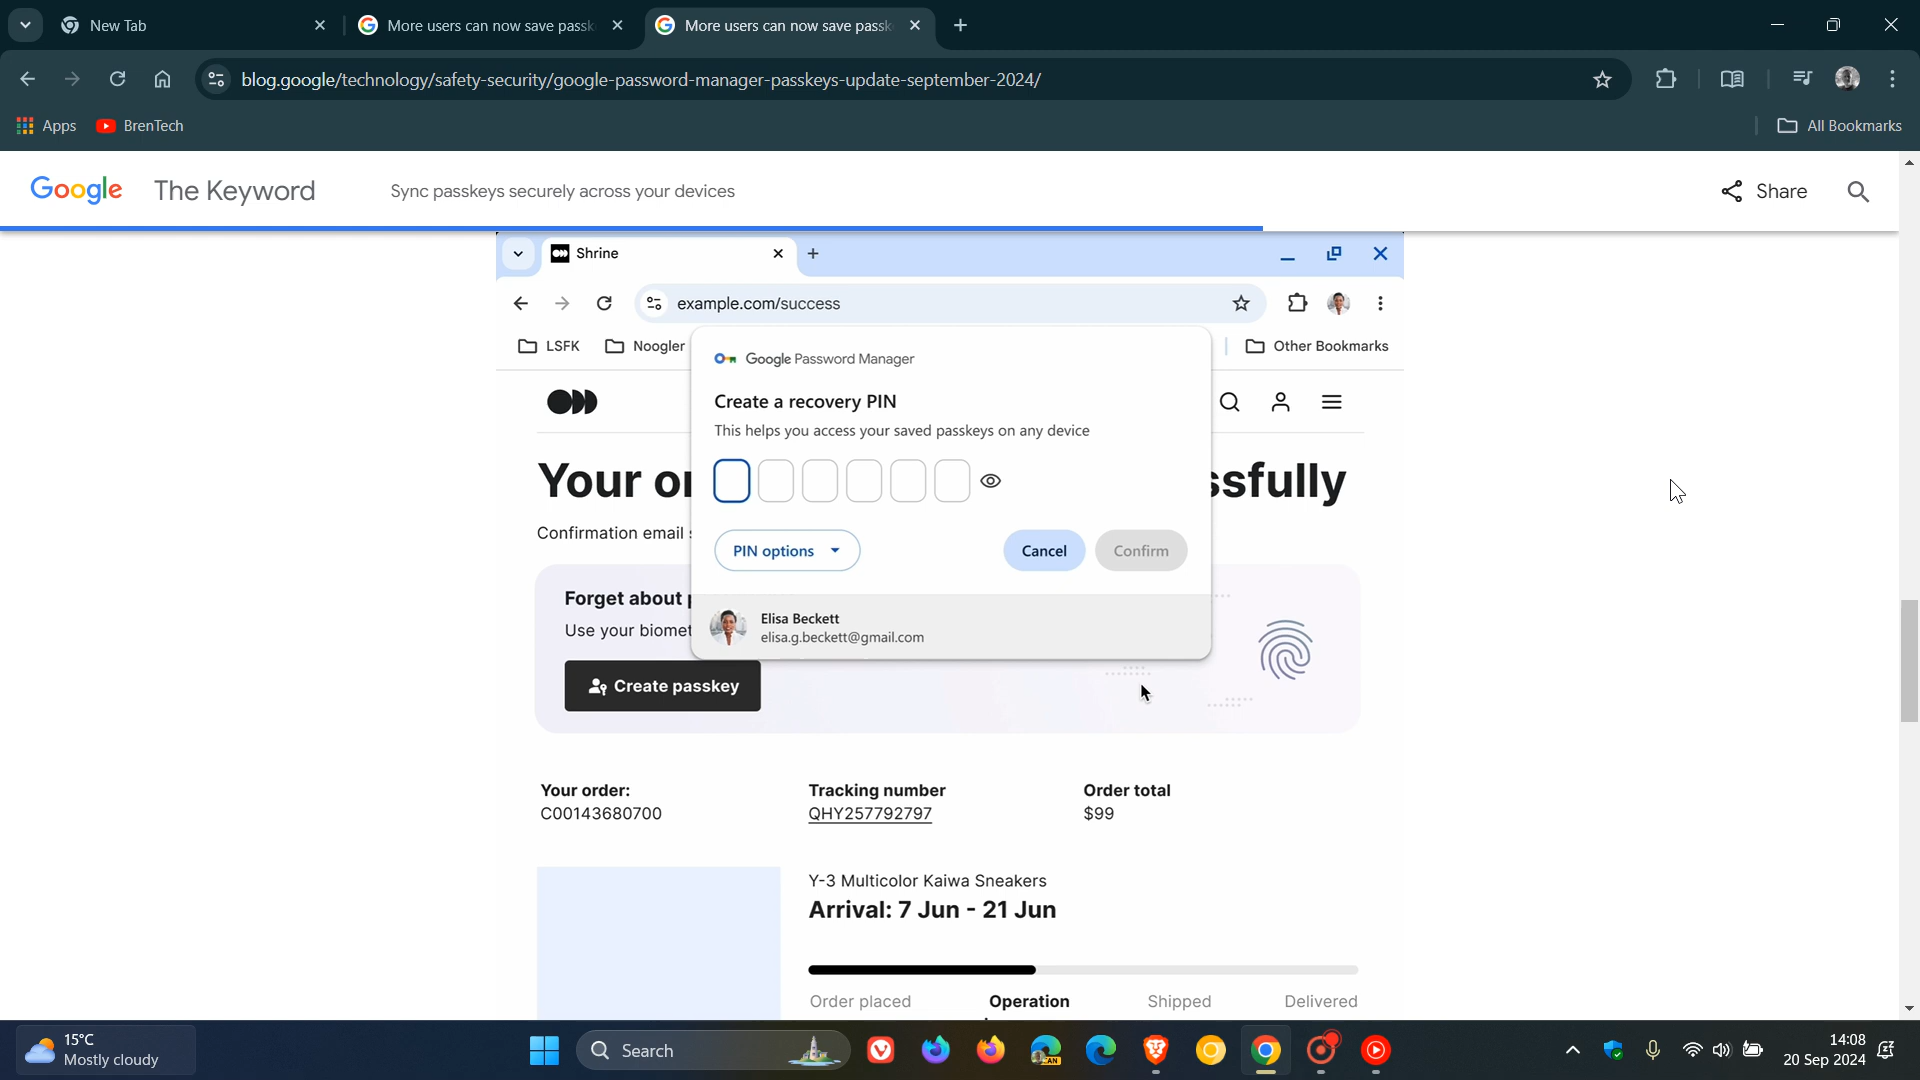 New Tab
More users can now save passk
More users can now save passk
blog.google/technology/safety-security/google-password-manager-passkeys-update-september-2024/
Apps
BrenTech
All Bookmarks
Google The Keyword
Sync passkeys securely across your devices
Share
Shrine
example.com/success
LSFK
Noogler
Other Bookmarks
Google Password Manager
Create a recovery PIN
This helps you access your saved passkeys on any device
PIN options
Cancel
Confirm
Elisa Beckett
elisa.g.beckett@gmail.com
Your or
ssfully
Confirmation email
Forget about
Use your biomet
Create passkey
Your order:
C00143680700
Tracking number
QHY257792797
Order total
$99
Y-3 Multicolor Kaiwa Sneakers
Arrival: 7 Jun - 21 Jun
Order placed
Operation
Shipped
Delivered
15°C
Mostly cloudy
Search
CAN
14:08
20 Sep 2024